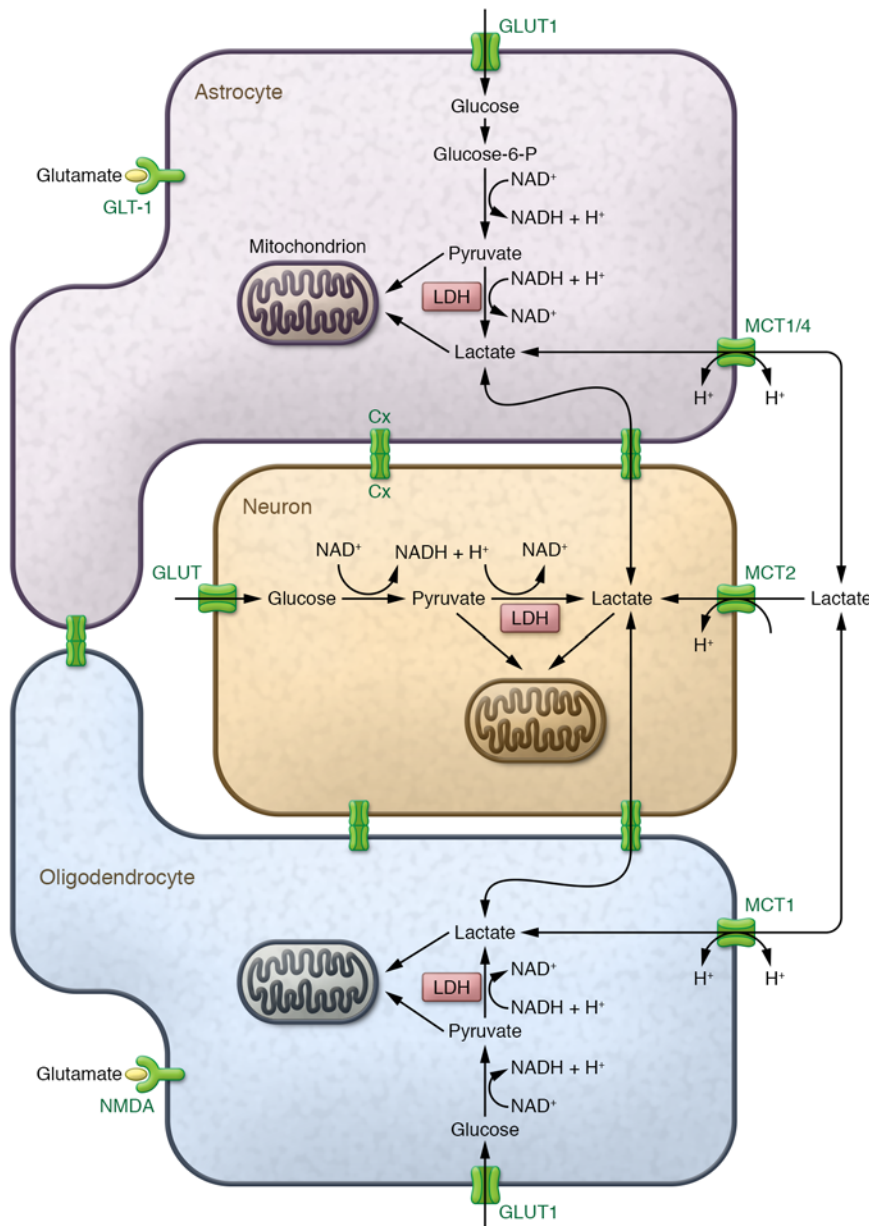 GLUT1
Astrocyte
Glucose
Glucose-6-P
Glutamate
NAD⁺
GLT-1
NADH + H⁺
Mitochondrion
Pyruvate
NADH + H⁺
LDH
NAD⁺
MCT1/4
Lactate
H⁺ H⁺
Cx
Cx
Neuron
NAD⁺ NADH + H⁺ NAD⁺
GLUT MCT2
Glucose Pyruvate Lactate Lactate
LDH
H⁺
Oligodendrocyte
MCT1
Lactate
NAD⁺
H⁺ H⁺
LDH
NADH + H⁺
Pyruvate
Glutamate
NADH + H⁺
NMDA
NAD⁺
Glucose
GLUT1